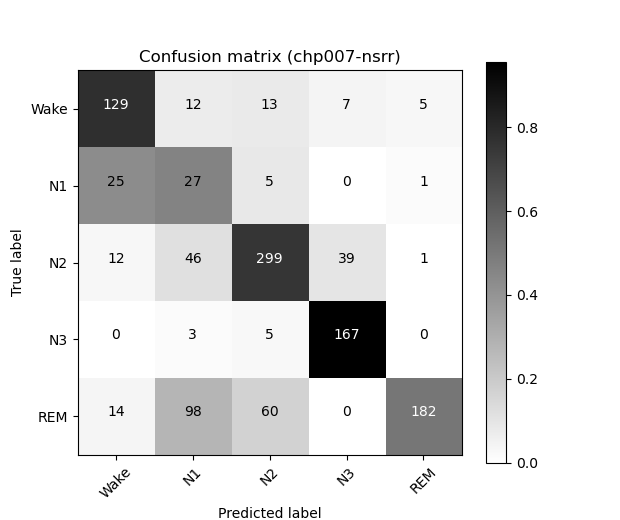 Confusion matrix (chp007-nsrr)
True label
Wake 129 12 13 7 5
N1 25 27 5 0 1
N2 12 46 299 39 1
N3 0 3 5 167 0
REM 14 98 60 0 182
Wake N1 N2 N3 REM
Predicted label
0.8
0.6
0.4
0.2
0.0